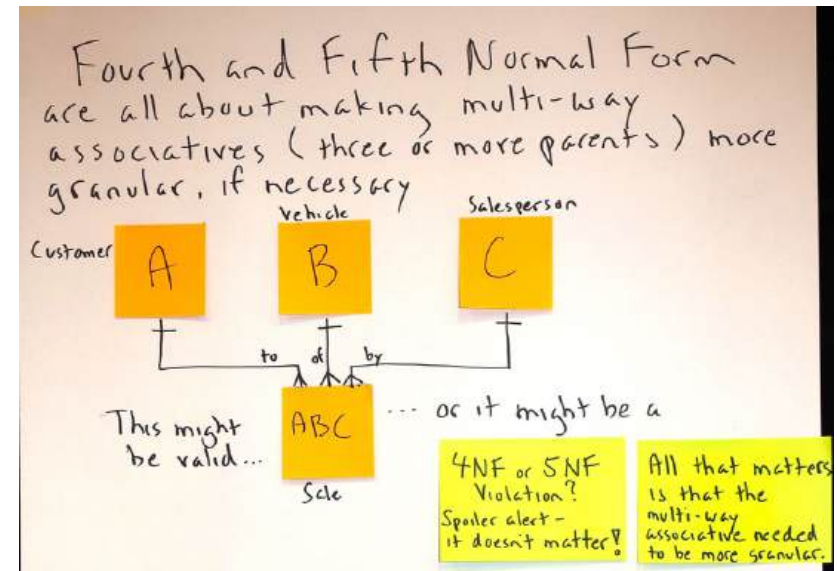 Fourth and Fifth Normal Form
are all about making multi-way
associatives (three or more parents) more
granular, if necessary
Customer
Vehicle
Salesperson
A
B
C
to
of
by
This might
be valid...
ABC
Sale
... or it might be a
4NF or 5NF
Violation?
Spoiler alert -
it doesn't matter!
All that matters
is that the
multi-way
associative needed
to be more granular.